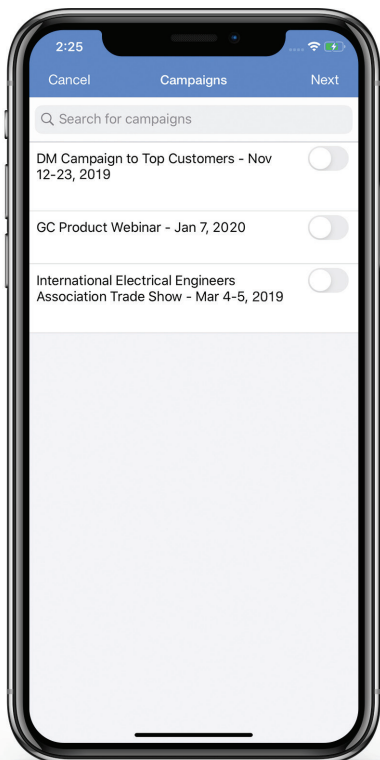 2:25
Cancel Campaigns Next
Search for campaigns
DM Campaign to Top Customers - Nov
12-23, 2019
GC Product Webinar - Jan 7, 2020
International Electrical Engineers
Association Trade Show - Mar 4-5, 2019